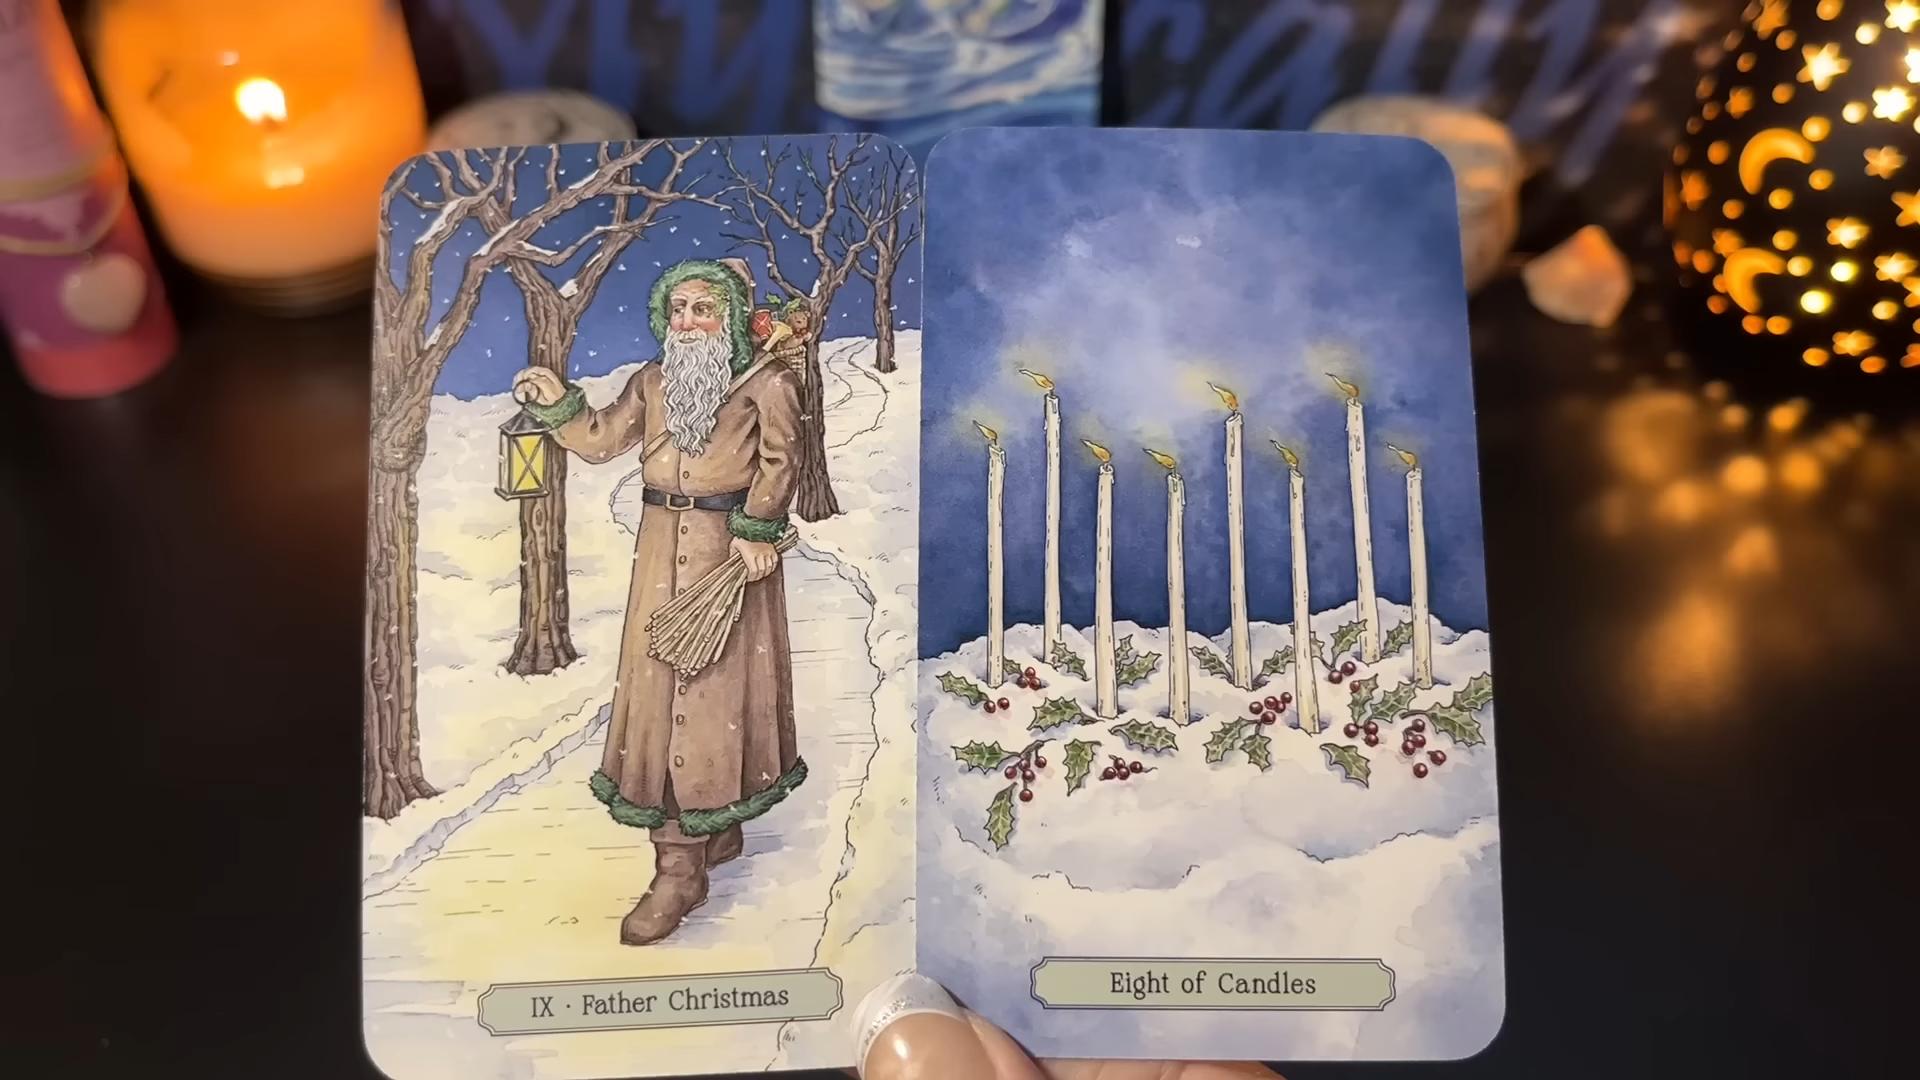 IX · Father Christmas
Eight of Candles